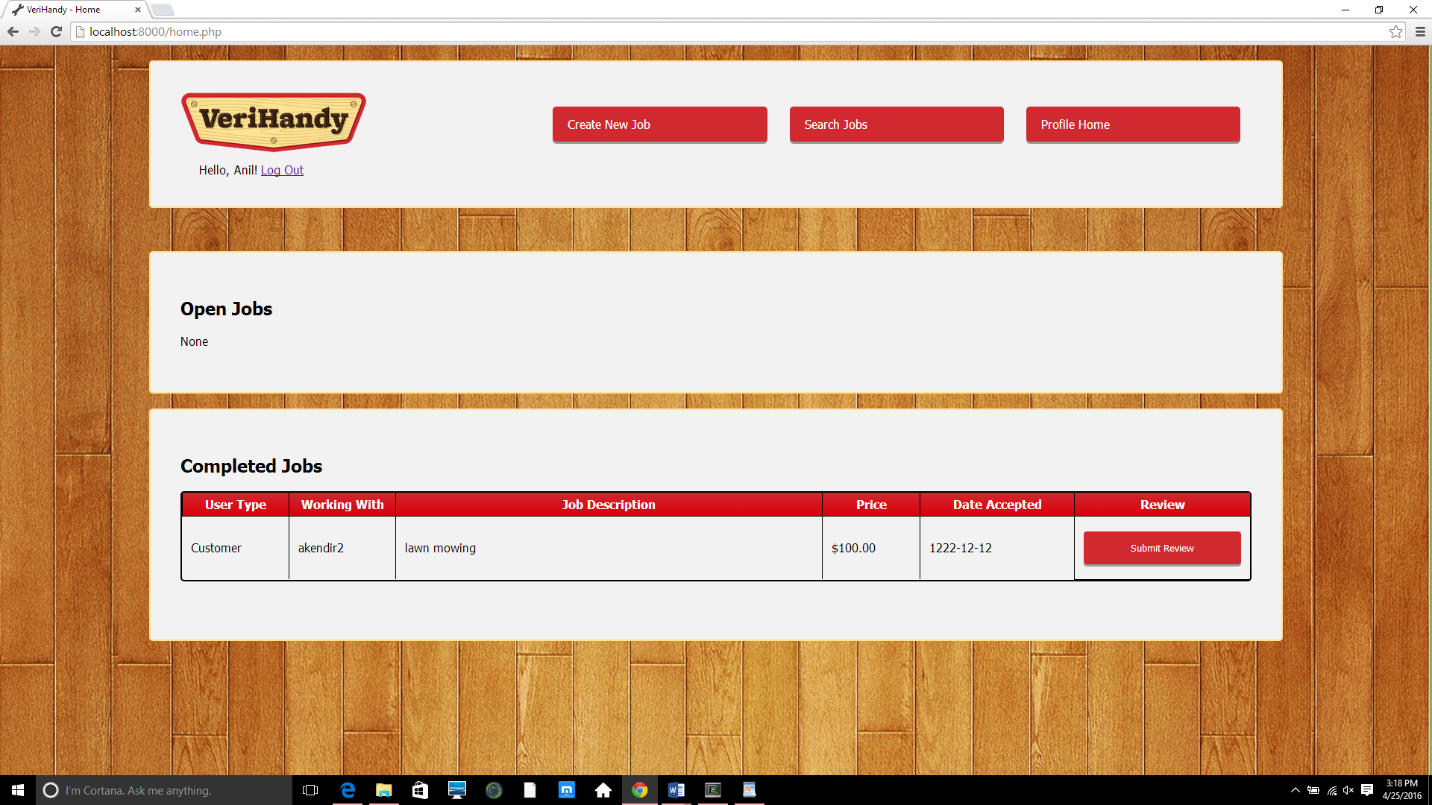 VeriHandy - Home
localhost:8000/home.php
VeriHandy
Create New Job
Search Jobs
Profile Home
Hello, Anil! Log Out
Open Jobs
None
Completed Jobs
User Type Working With Job Description Price Date Accepted Review
Customer akendir2 lawn mowing $100.00 1222-12-12 Submit Review
I'm Cortana. Ask me anything.
3:18 PM
4/25/2016